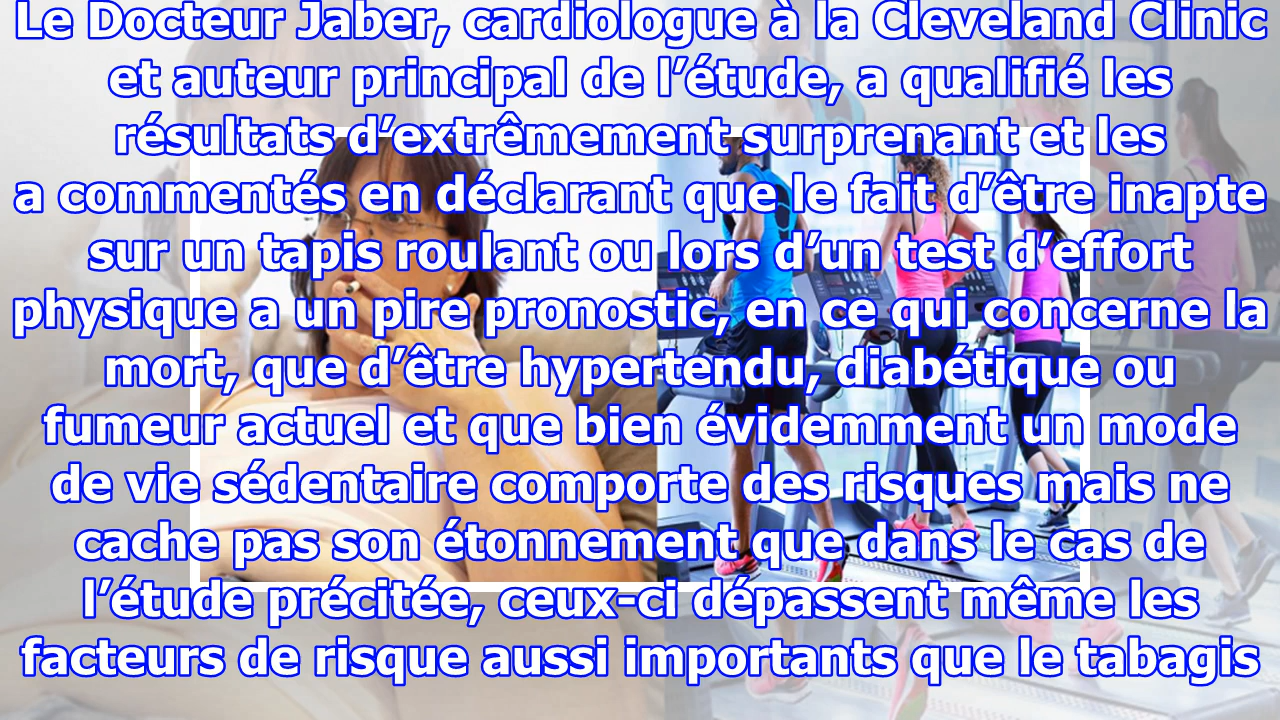 Le Docteur Jaber, cardiologue à la Cleveland Clinic
et auteur principal de l’étude, a qualifié les
résultats d’extrêmement surprenant et les
a commentés en déclarant que le fait d’être inapte
sur un tapis roulant ou lors d’un test d’effort
physique a un pire pronostic, en ce qui concerne la
mort, que d’être hypertendu, diabétique ou
fumeur actuel et que bien évidemment un mode
de vie sédentaire comporte des risques mais ne
cache pas son étonnement que dans le cas de
l’étude précitée, ceux-ci dépassent même les
facteurs de risque aussi importants que le tabagis